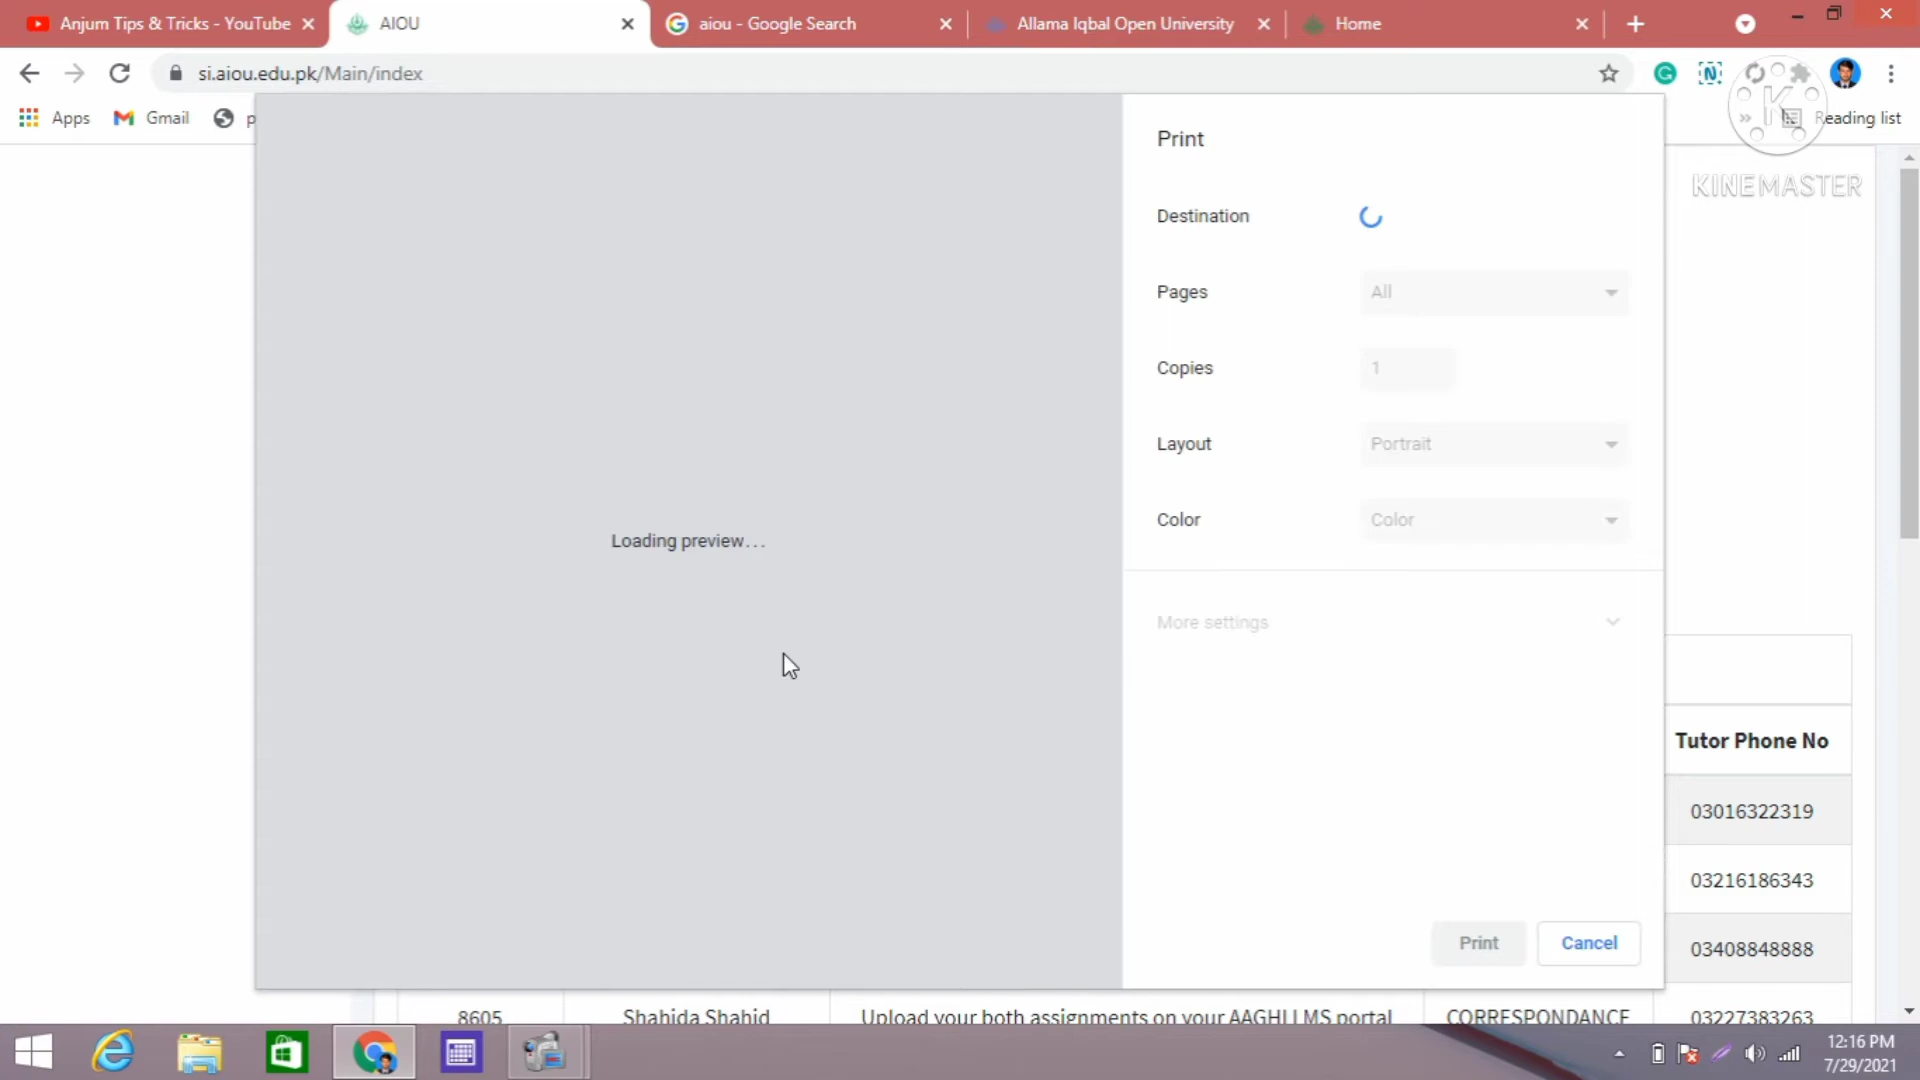 Anjum Tips & Tricks - YouTube
AIOU
aiou - Google Search
Allama Iqbal Open University
Home
si.aiou.edu.pk/Main/index
Apps
Gmail
Reading list
KINEMASTER
Print
Destination
Pages
All
Copies
1
Layout
Portrait
Color
Color
Loading preview...
More settings
Tutor Phone No
03016322319
03216186343
03408848888
Print
Cancel
8605 Shahida Shahid Upload your both assignments on your AAGHI LMS portal CORRESPONDANCE 03227383263
12:16 PM
7/29/2021